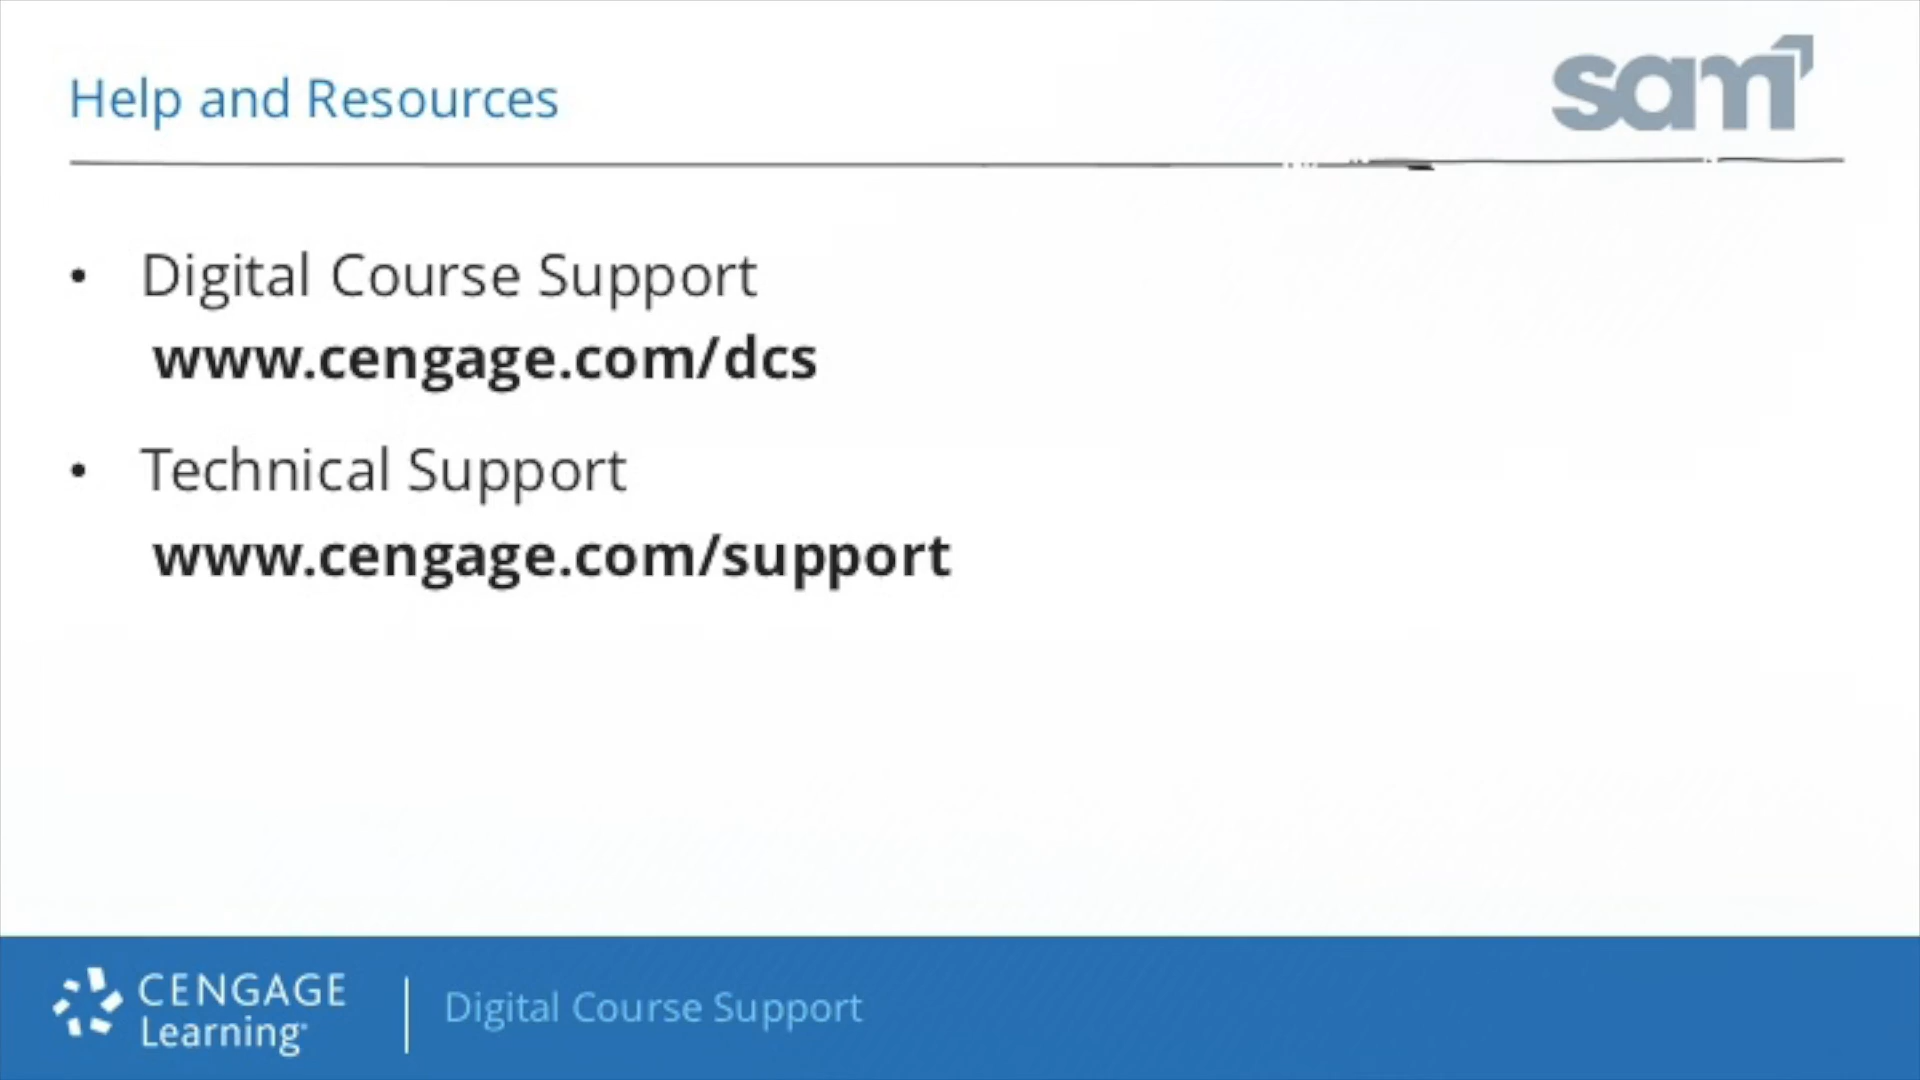 Help and Resources
sam
• Digital Course Support
www.cengage.com/dcs
• Technical Support
www.cengage.com/support
CENGAGE
Learning
Digital Course Support